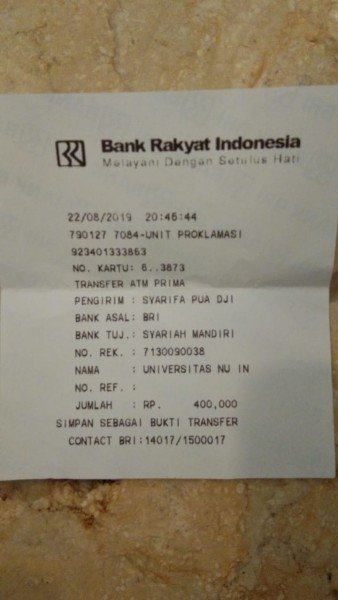 Bank Rakyat Indonesia
Melayani Dengan Setulus Hati
22/08/2019 20:46:44
790127 7084-UNIT PROKLAMASI
923401333863
NO. KARTU: 6..3873
TRANSFER ATM PRIMA
PENGIRIM : SYARIFA PUA DJI
BANK ASAL: BRI
BANK TUJ.: SYARIAH MANDIRI
NO. REK. : 7130090038
NAMA : UNIVERSITAS NU IN
NO. REF. :
JUMLAH : RP. 400,000
SIMPAN SEBAGAI BUKTI TRANSFER
CONTACT BRI:14017/1500017